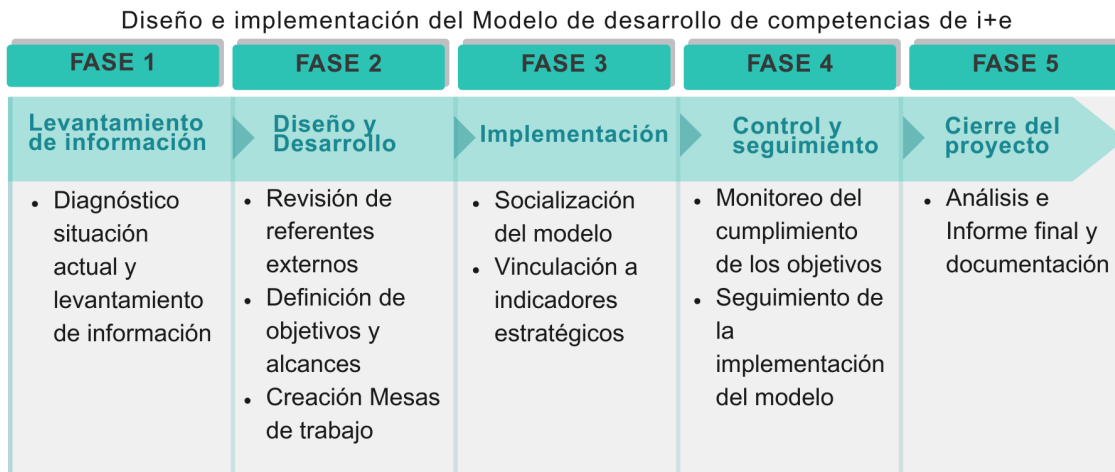 Diseño e implementación del Modelo de desarrollo de competencias de i+e
FASE 1
FASE 2
FASE 3
FASE 4
FASE 5
Levantamiento
de información
Diseño y
Desarrollo
Implementación
Control y
seguimiento
Cierre del
proyecto
• Diagnóstico
situación
actual y
levantamiento
de información
• Revisión de
referentes
externos
• Definición de
objetivos y
alcances
• Creación Mesas
de trabajo
• Socialización
del modelo
• Vinculación a
indicadores
estratégicos
• Monitoreo del
cumplimiento
de los objetivos
• Seguimiento de
la
implementación
del modelo
• Análisis e
Informe final y
documentación